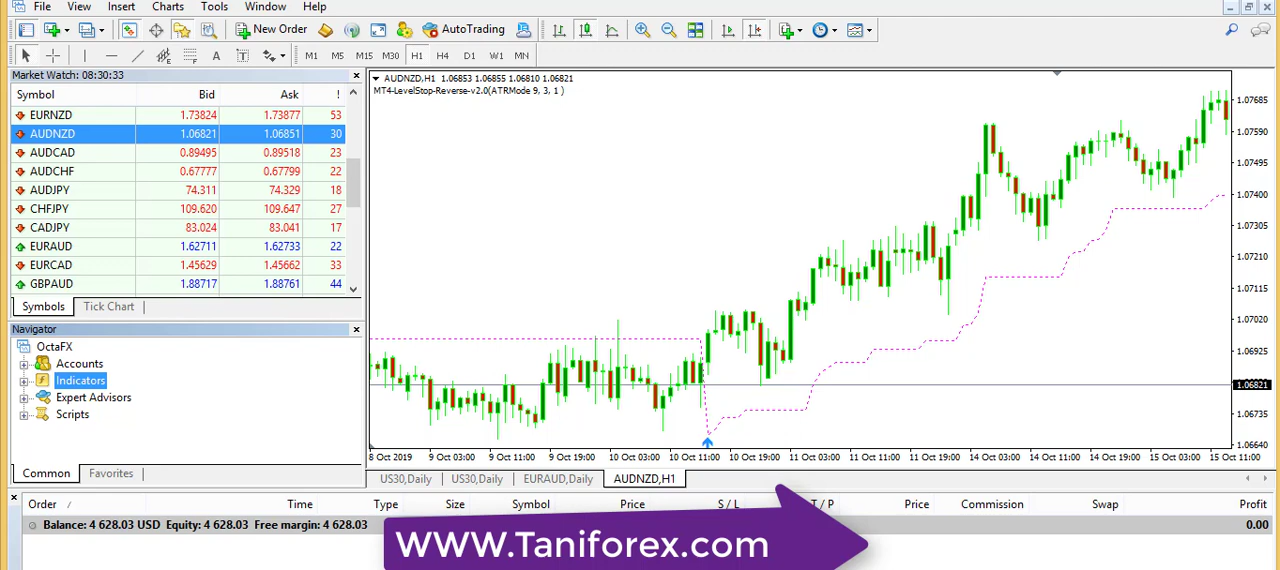 File View Insert Charts Tools Window Help
New Order AutoTrading
M1 M5 M15 M30 H1 H4 D1 W1 MN
Market Watch: 08:30:33
Symbol Bid Ask !
EURNZD 1.73824 1.73877 53
AUDNZD 1.06821 1.06851 30
AUDCAD 0.89495 0.89518 23
AUDCHF 0.67777 0.67799 22
AUDJPY 74.311 74.329 18
CHFJPY 109.620 109.647 27
CADJPY 83.024 83.041 17
EURAUD 1.62711 1.62733 22
EURCAD 1.45629 1.45662 33
GBPAUD 1.88717 1.88761 44
Symbols Tick Chart
Navigator
OctaFX
Accounts
Indicators
Expert Advisors
Scripts
Common Favorites
AUDNZD,H1 1.06853 1.06855 1.06810 1.06821
MT4-LevelStop-Reverse-v2.0(ATRMode 9, 3, 1 )
1.07685
1.07590
1.07495
1.07400
1.07305
1.07210
1.07115
1.07020
1.06925
1.06821
1.06735
1.06640
8 Oct 2019 9 Oct 03:00 9 Oct 11:00 9 Oct 19:00 10 Oct 03:00 10 Oct 11:00 10 Oct 19:00 11 Oct 03:00 11 Oct 11:00 11 Oct 19:00 14 Oct 03:00 14 Oct 11:00 14 Oct 19:00 15 Oct 03:00 15 Oct 11:00
US30,Daily US30,Daily EURAUD,Daily AUDNZD,H1
Order / Time Type Size Symbol Price S / L T / P Price Commission Swap Profit
Balance: 4 628.03 USD Equity: 4 628.03 Free margin: 4 628.03 0.00
WWW.Taniforex.com